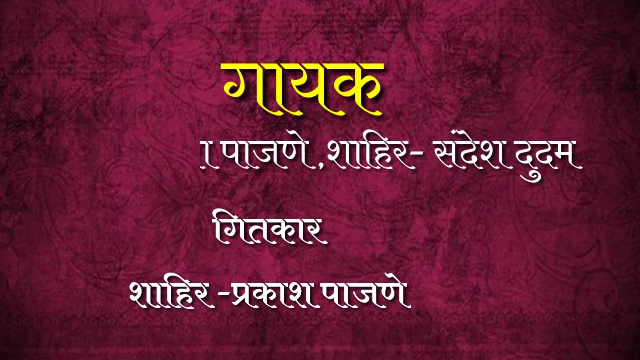 गायक
पाजणे ,शाहिर- संदेश दुदम
गितकार
शाहिर -प्रकाश पाजणे